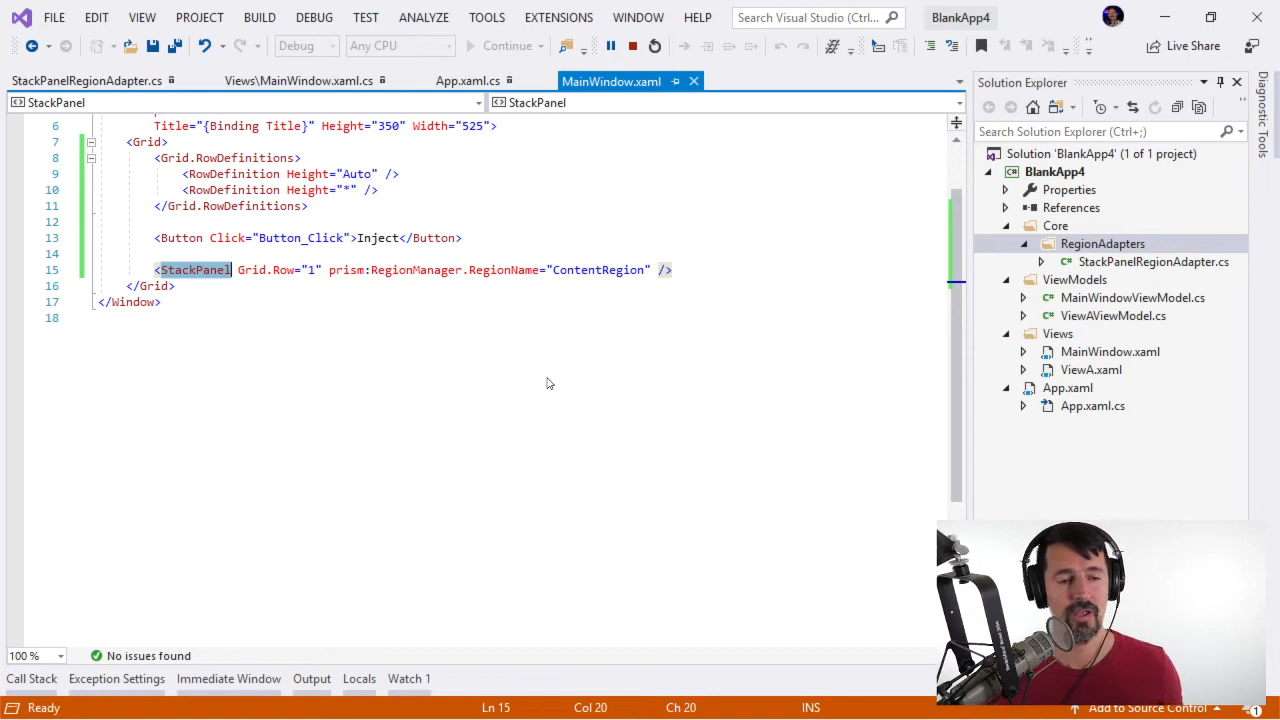 FILE EDIT VIEW PROJECT BUILD DEBUG TEST ANALYZE TOOLS EXTENSIONS WINDOW HELP Search Visual Studio (Ctrl... BlankApp4
Debug Any CPU Continue Live Share
StackPanelRegionAdapter.cs Views\MainWindow.xaml.cs App.xaml.cs MainWindow.xaml
StackPanel StackPanel
6 Title="{Binding Title}" Height="350" Width="525">
7 <Grid>
8 <Grid.RowDefinitions>
9 <RowDefinition Height="Auto" />
10 <RowDefinition Height="*" />
11 </Grid.RowDefinitions>
12
13 <Button Click="Button_Click">Inject</Button>
14
15 <StackPanel Grid.Row="1" prism:RegionManager.RegionName="ContentRegion" />
16 </Grid>
17 </Window>
18
Solution Explorer
Search Solution Explorer (Ctrl+;)
Solution 'BlankApp4' (1 of 1 project)
BlankApp4
Properties
References
Core
RegionAdapters
StackPanelRegionAdapter.cs
ViewModels
MainWindowViewModel.cs
ViewAViewModel.cs
Views
MainWindow.xaml
ViewA.xaml
App.xaml
App.xaml.cs
Diagnostic Tools
100 % No issues found
Call Stack Exception Settings Immediate Window Output Locals Watch 1
Ready Ln 15 Col 20 Ch 20 INS Add to Source Control 1